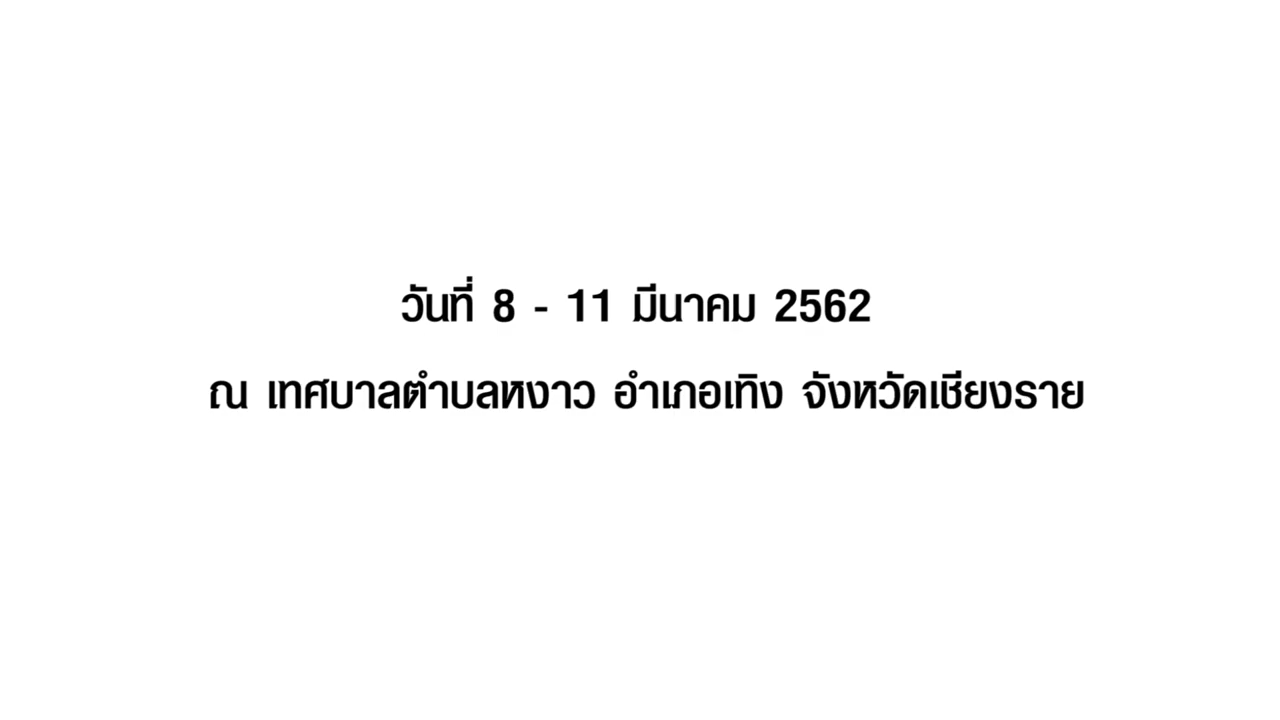 วันที่ 8 - 11 มีนาคม 2562
ณ เทศบาลตำบลหงาว อำเภอเทิง จังหวัดเชียงราย